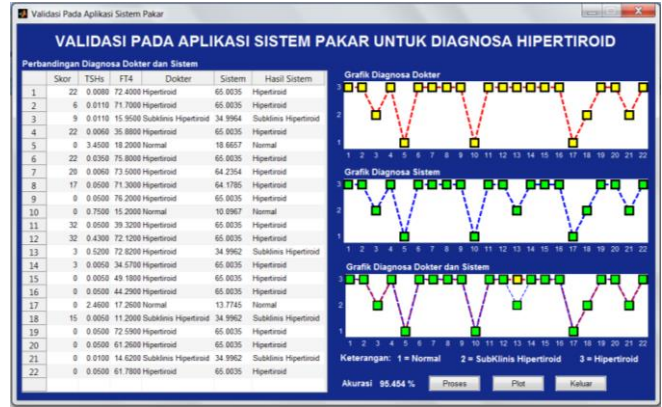 Validasi Pada Aplikasi Sistem Pakar
VALIDASI PADA APLIKASI SISTEM PAKAR UNTUK DIAGNOSA HIPERTIROID
Perbandingan Diagnosa Dokter dan Sistem
Skor TSHs FT4 Dokter Sistem Hasil Sistem
1 22 0.0080 72.4000 Hipertiroid 65.0035 Hipertiroid
2 6 0.0110 71.7000 Hipertiroid 65.0035 Hipertiroid
3 9 0.0110 15.9500 Subklinis Hipertiroid 34.9964 Subklinis Hipertiroid
4 22 0.0060 35.8800 Hipertiroid 65.0035 Hipertiroid
5 0 3.4500 18.2000 Normal 18.6657 Normal
6 22 0.0350 75.8000 Hipertiroid 65.0035 Hipertiroid
7 20 0.0060 73.5000 Hipertiroid 64.2354 Hipertiroid
8 17 0.0500 71.3000 Hipertiroid 64.1785 Hipertiroid
9 0 0.0500 76.2000 Hipertiroid 65.0035 Hipertiroid
10 0 0.7500 15.2000 Normal 10.0967 Normal
11 32 0.0500 39.3200 Hipertiroid 65.0035 Hipertiroid
12 32 0.4300 72.1200 Hipertiroid 65.0035 Hipertiroid
13 3 0.5200 72.8200 Hipertiroid 34.9962 Subklinis Hipertiroid
14 3 0.0050 34.5700 Hipertiroid 65.0035 Hipertiroid
15 0 0.0050 49.1800 Hipertiroid 65.0035 Hipertiroid
16 0 0.0500 44.2900 Hipertiroid 65.0035 Hipertiroid
17 0 2.4600 17.2600 Normal 13.7745 Normal
18 15 0.0050 11.2000 Subklinis Hipertiroid 34.9962 Subklinis Hipertiroid
19 0 0.0500 72.5900 Hipertiroid 65.0035 Hipertiroid
20 0 0.0500 61.2600 Hipertiroid 65.0035 Hipertiroid
21 0 0.0100 14.6200 Subklinis Hipertiroid 34.9962 Subklinis Hipertiroid
22 0 0.0500 61.7800 Hipertiroid 65.0035 Hipertiroid
Grafik Diagnosa Dokter
3
2
1
1 2 3 4 5 6 7 8 9 10 11 12 13 14 15 16 17 18 19 20 21 22
Grafik Diagnosa Sistem
3
2
1
1 2 3 4 5 6 7 8 9 10 11 12 13 14 15 16 17 18 19 20 21 22
Grafik Diagnosa Dokter dan Sistem
3
2
1
1 2 3 4 5 6 7 8 9 10 11 12 13 14 15 16 17 18 19 20 21 22
Keterangan: 1 = Normal 2 = SubKlinis Hipertiroid 3 = Hipertiroid
Akurasi 95.454 % Proses Plot Keluar